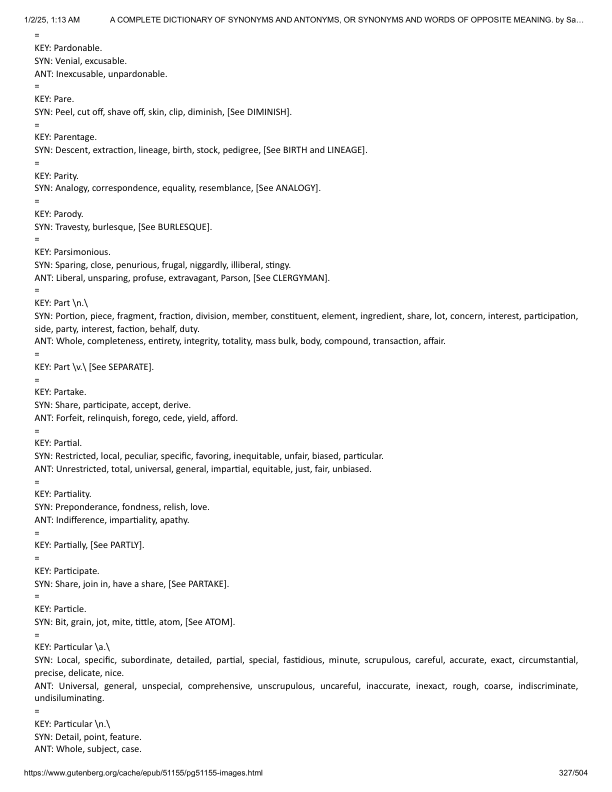 1/2/25, 1:13 AM A COMPLETE DICTIONARY OF SYNONYMS AND ANTONYMS, OR SYNONYMS AND WORDS OF OPPOSITE MEANING. by Sa…
=
KEY: Pardonable.
SYN: Venial, excusable.
ANT: Inexcusable, unpardonable.
=
KEY: Pare.
SYN: Peel, cut off, shave off, skin, clip, diminish, [See DIMINISH].
=
KEY: Parentage.
SYN: Descent, extraction, lineage, birth, stock, pedigree, [See BIRTH and LINEAGE].
=
KEY: Parity.
SYN: Analogy, correspondence, equality, resemblance, [See ANALOGY].
=
KEY: Parody.
SYN: Travesty, burlesque, [See BURLESQUE].
=
KEY: Parsimonious.
SYN: Sparing, close, penurious, frugal, niggardly, illiberal, stingy.
ANT: Liberal, unsparing, profuse, extravagant, Parson, [See CLERGYMAN].
=
KEY: Part \n.\
SYN: Portion, piece, fragment, fraction, division, member, constituent, element, ingredient, share, lot, concern, interest, participation,
side, party, interest, faction, behalf, duty.
ANT: Whole, completeness, entirety, integrity, totality, mass bulk, body, compound, transaction, affair.
=
KEY: Part \v.\ [See SEPARATE].
=
KEY: Partake.
SYN: Share, participate, accept, derive.
ANT: Forfeit, relinquish, forego, cede, yield, afford.
=
KEY: Partial.
SYN: Restricted, local, peculiar, specific, favoring, inequitable, unfair, biased, particular.
ANT: Unrestricted, total, universal, general, impartial, equitable, just, fair, unbiased.
=
KEY: Partiality.
SYN: Preponderance, fondness, relish, love.
ANT: Indifference, impartiality, apathy.
=
KEY: Partially, [See PARTLY].
=
KEY: Participate.
SYN: Share, join in, have a share, [See PARTAKE].
=
KEY: Particle.
SYN: Bit, grain, jot, mite, tittle, atom, [See ATOM].
=
KEY: Particular \a.\
SYN: Local, specific, subordinate, detailed, partial, special, fastidious, minute, scrupulous, careful, accurate, exact, circumstantial,
precise, delicate, nice.
ANT: Universal, general, unspecial, comprehensive, unscrupulous, uncareful, inaccurate, inexact, rough, coarse, indiscriminate,
undisiluminating.
=
KEY: Particular \n.\
SYN: Detail, point, feature.
ANT: Whole, subject, case.
https://www.gutenberg.org/cache/epub/51155/pg51155-images.html 327/504